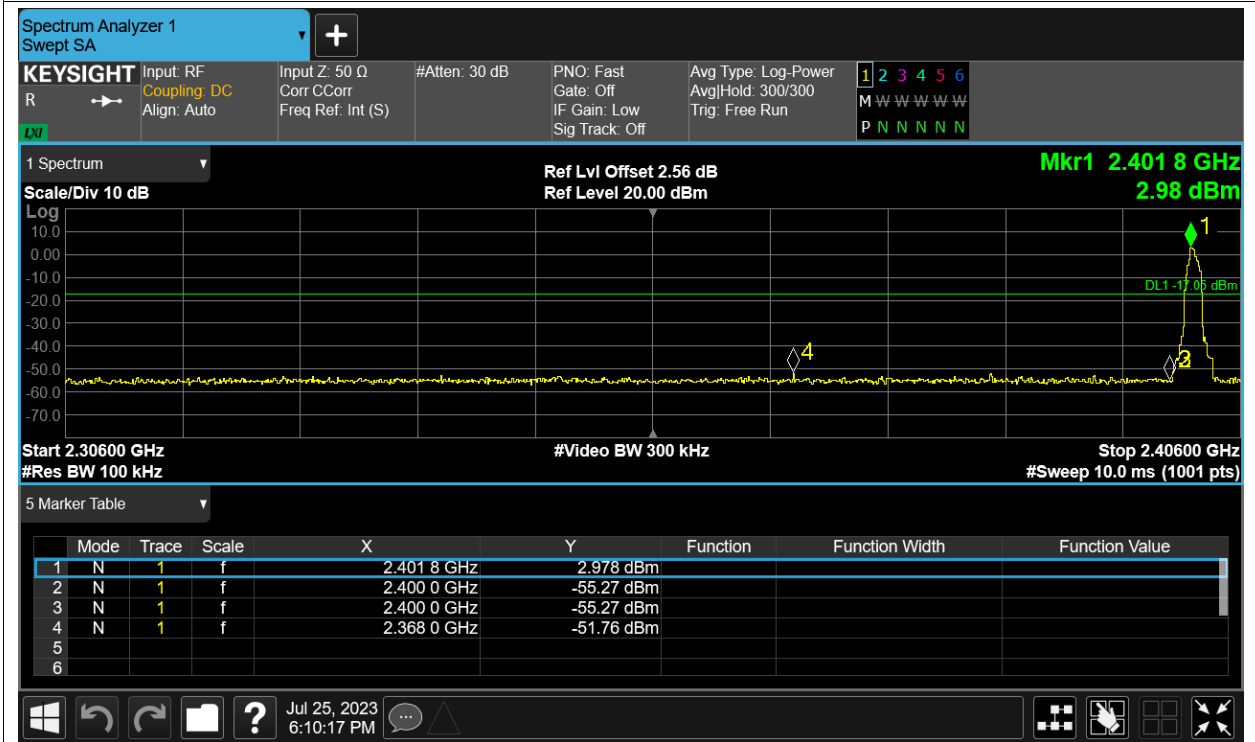 Spectrum Analyzer 1
Swept SA
KEYSIGHT Input: RF Input Z: 50 Ω #Atten: 30 dB PNO: Fast Avg Type: Log-Power 1 2 3 4 5 6
R Coupling: DC Corr CCorr Gate: Off Avg|Hold: 300/300 M W W W W W
Align: Auto Freq Ref: Int (S) IF Gain: Low Trig: Free Run
LXI Sig Track: Off P N N N N N
1 Spectrum Ref Lvl Offset 2.56 dB Mkr1 2.401 8 GHz
Scale/Div 10 dB Ref Level 20.00 dBm 2.98 dBm
Log
1
10.0
0.00
-10.0
DL1 -17.05 dBm
-20.0
-30.0
-40.0
4
-50.0
-60.0
-70.0
Start 2.30600 GHz #Video BW 300 kHz Stop 2.40600 GHz
#Res BW 100 kHz #Sweep 10.0 ms (1001 pts)
5 Marker Table
Mode Trace Scale X Y Function Function Width Function Value
1 N 1 f 2.401 8 GHz 2.978 dBm
2 N 1 f 2.400 0 GHz -55.27 dBm
3 N 1 f 2.400 0 GHz -55.27 dBm
4 N 1 f 2.368 0 GHz -51.76 dBm
5
6
? Jul 25, 2023
6:10:17 PM